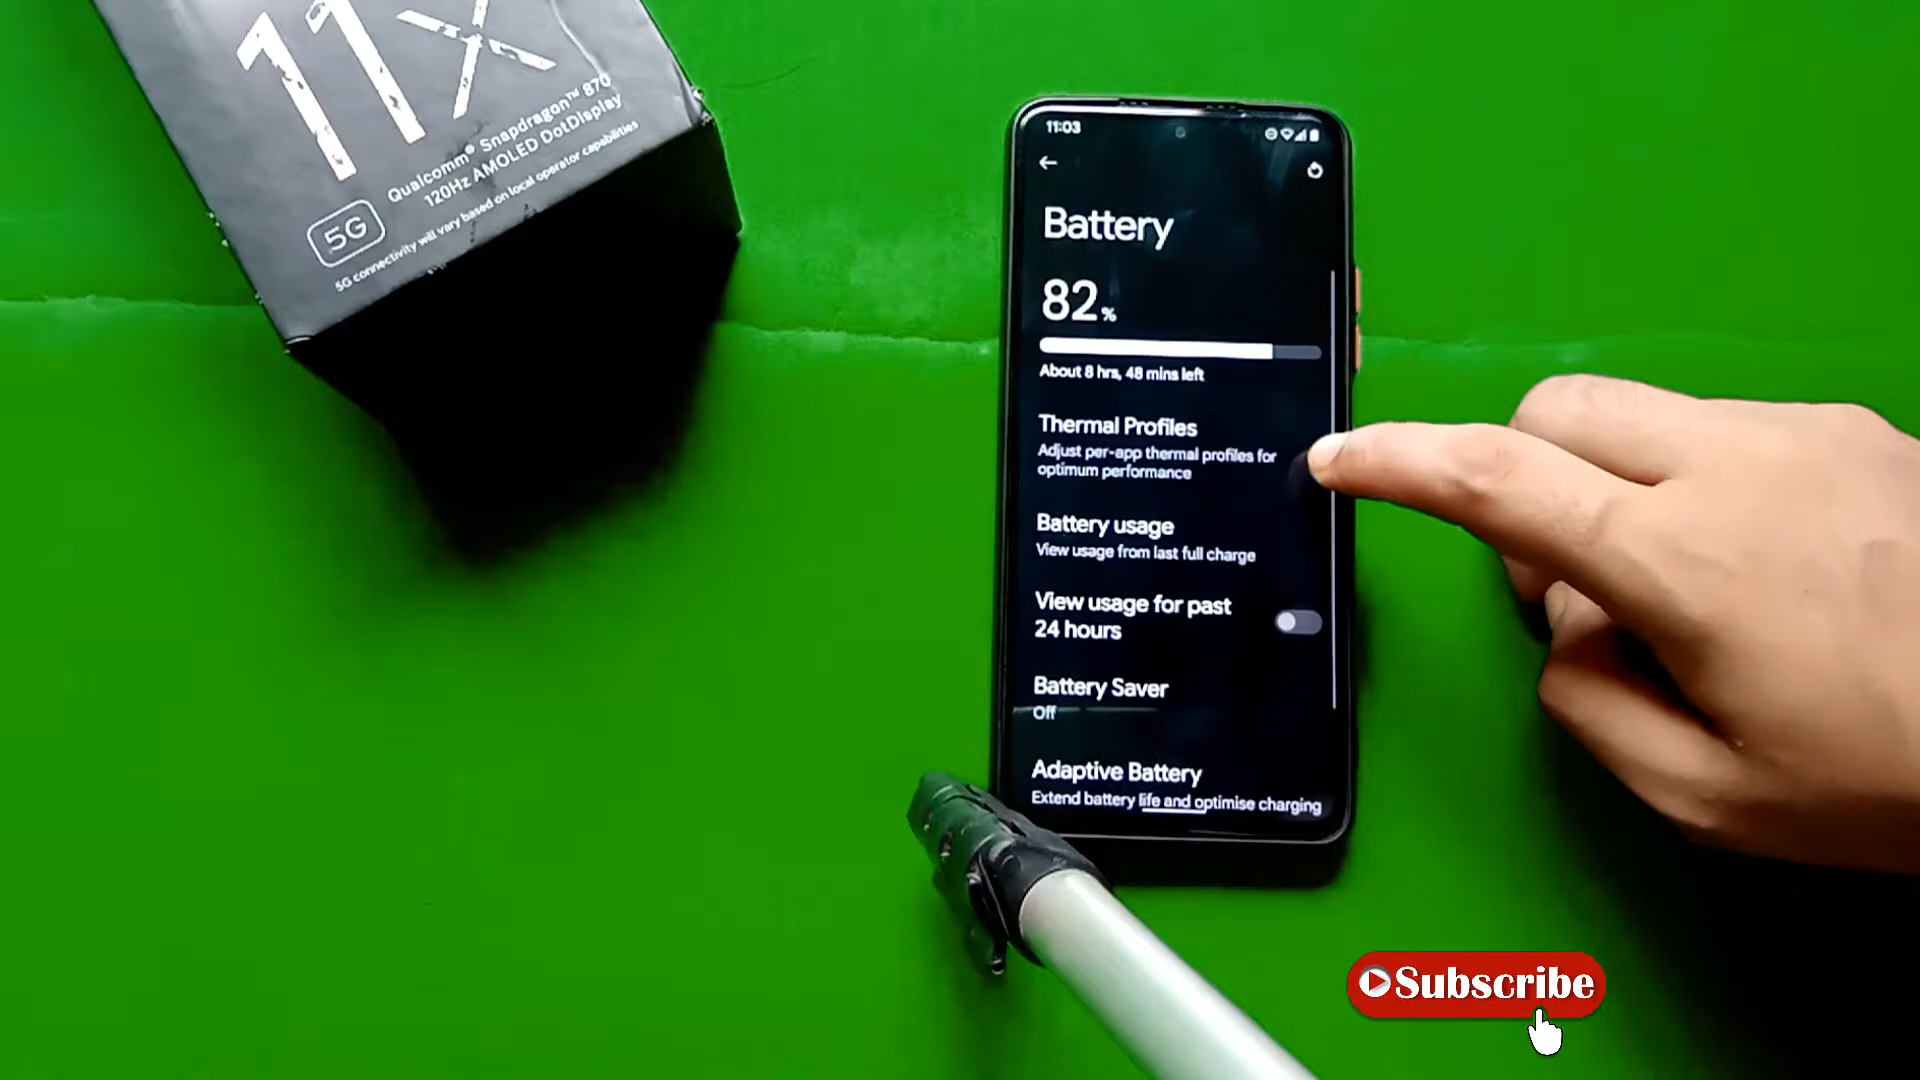 11X
Qualcomm® Snapdragon™ 870
120Hz AMOLED DotDisplay
5G
5G connectivity will vary based on local operator capabilities
11:03
Battery
82%
About 8 hrs, 48 mins left
Thermal Profiles
Adjust per-app thermal profiles for
optimum performance
Battery usage
View usage from last full charge
View usage for past
24 hours
Battery Saver
Off
Adaptive Battery
Extend battery life and optimise charging
Subscribe